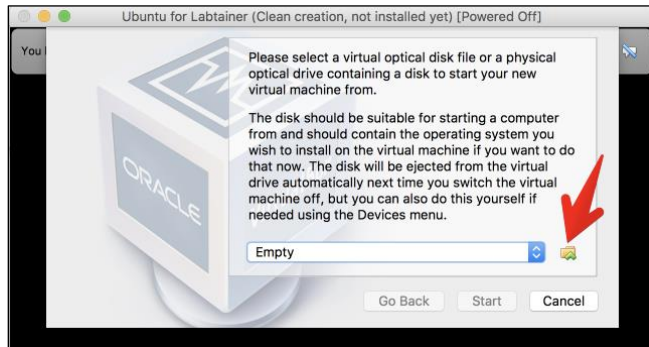 Ubuntu for Labtainer (Clean creation, not installed yet) [Powered Off]
You
Please select a virtual optical disk file or a physical
optical drive containing a disk to start your new
virtual machine from.
The disk should be suitable for starting a computer
from and should contain the operating system you
wish to install on the virtual machine if you want to do
that now. The disk will be ejected from the virtual
drive automatically next time you switch the virtual
machine off, but you can also do this yourself if
needed using the Devices menu.
ORACLE
Empty
Go Back Start Cancel